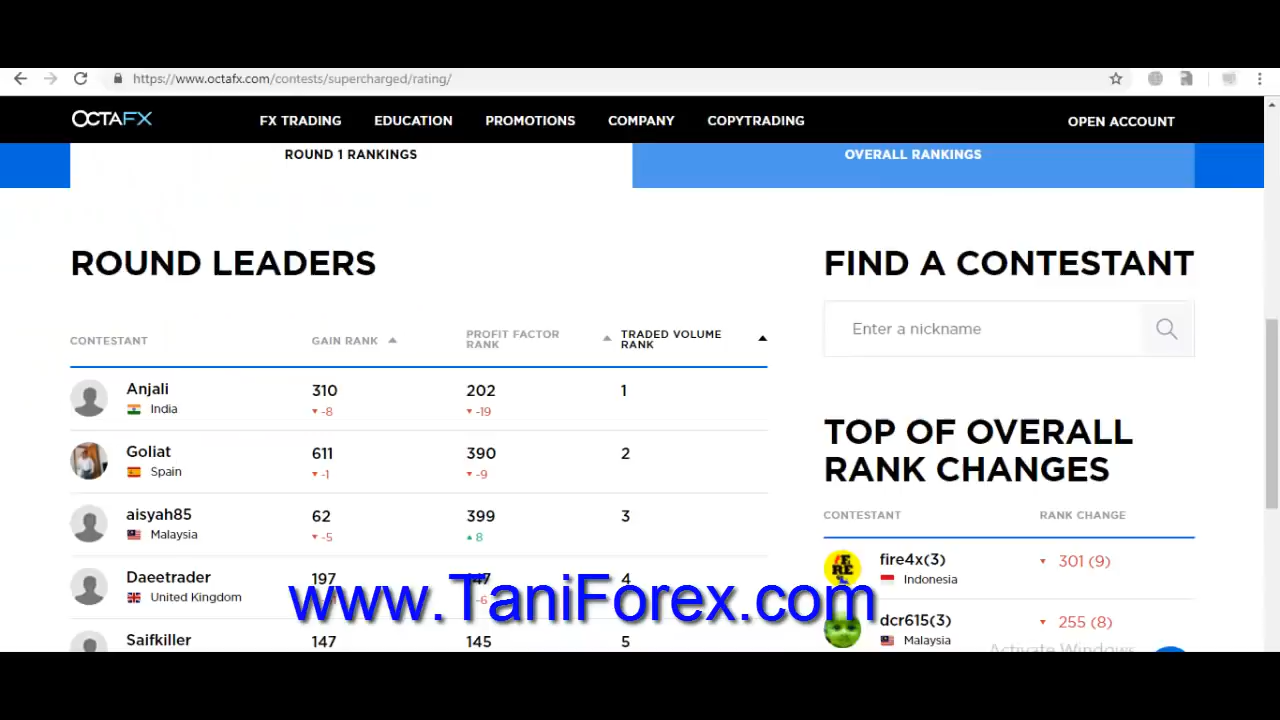 https://www.octafx.com/contests/supercharged/rating/
OCTAFX FX TRADING EDUCATION PROMOTIONS COMPANY COPYTRADING OPEN ACCOUNT
ROUND 1 RANKINGS OVERALL RANKINGS
ROUND LEADERS
CONTESTANT GAIN RANK PROFIT FACTOR RANK TRADED VOLUME RANK
Anjali 310 202 1
India -8 -19
Goliat 611 390 2
Spain -1 -9
aisyah85 62 399 3
Malaysia -5 8
Daeetrader 197 4
United Kingdom
www.TaniForex.com
Saifkiller 147 145 5
FIND A CONTESTANT
Enter a nickname
TOP OF OVERALL
RANK CHANGES
CONTESTANT RANK CHANGE
fire4x(3) 301 (9)
Indonesia
dcr615(3) 255 (8)
Malaysia
Activate Windows